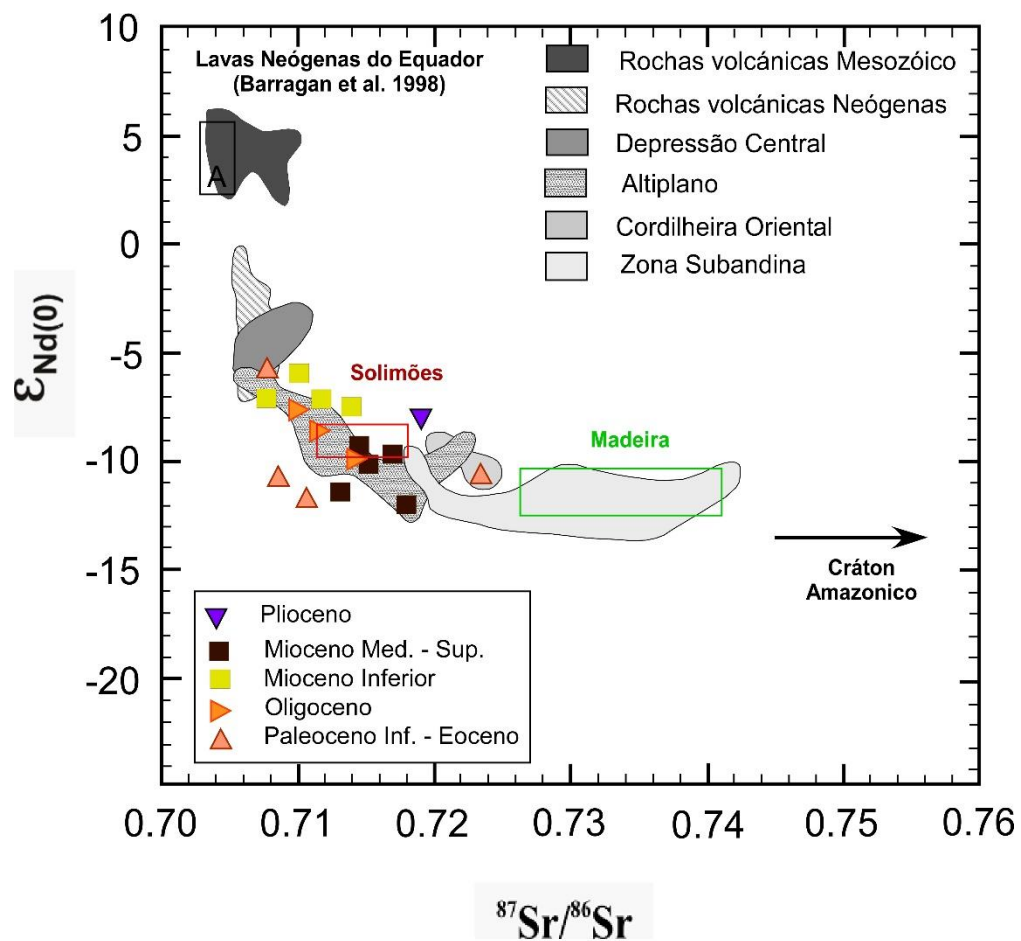 Lavas Neógenas do Equador
(Barragan et al. 1998)
Rochas volcánicas Mesozóico
Rochas volcánicas Neógenas
Depressão Central
Altiplano
Cordilheira Oriental
Zona Subandina
A
10
5
0
-5
-10
-15
-20
εNd(0)
Solimões
Madeira
Cráton
Amazonico
Plioceno
Mioceno Med. - Sup.
Mioceno Inferior
Oligoceno
Paleoceno Inf. - Eoceno
0.70 0.71 0.72 0.73 0.74 0.75 0.76
⁸⁷Sr/⁸⁶Sr